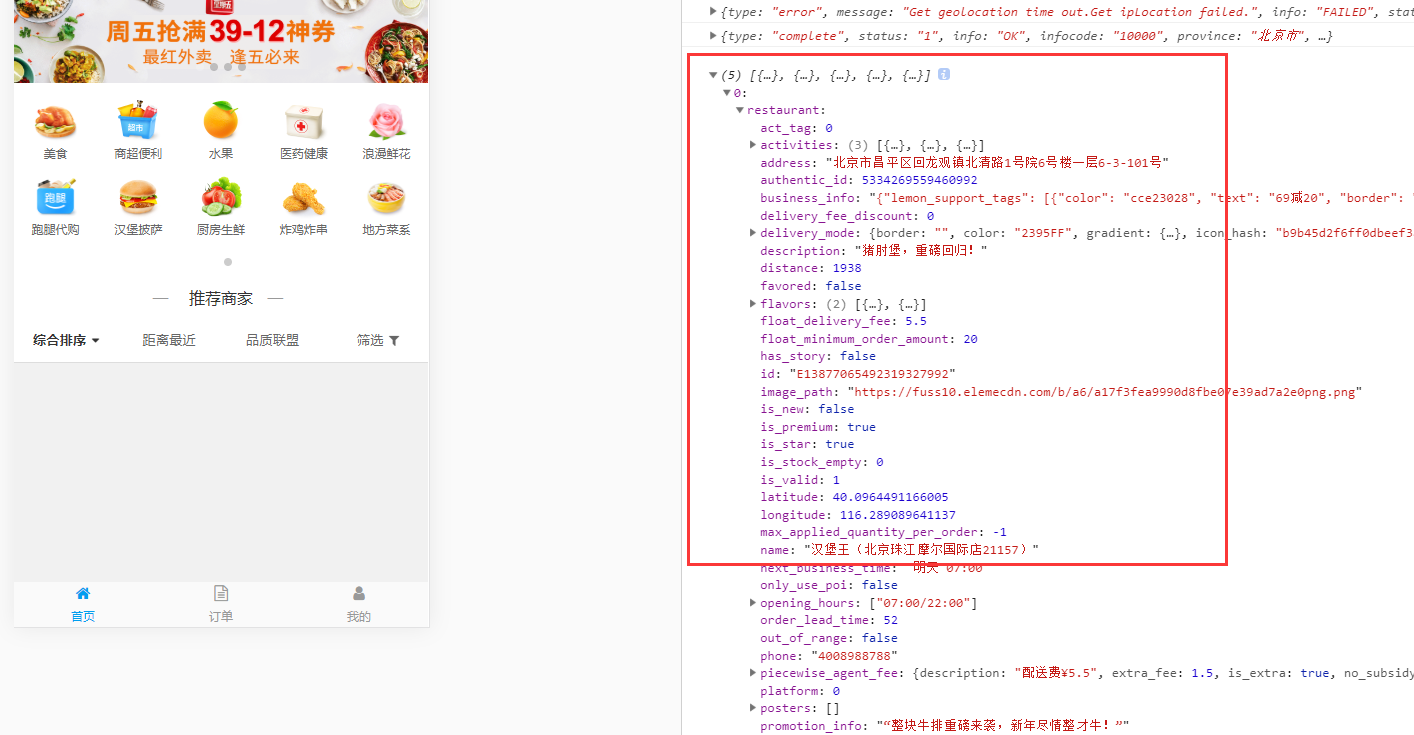 周五抢满39-12神券
最红外卖 逢五必来
美食 商超便利 水果 医药健康 浪漫鲜花
跑腿代购 汉堡披萨 厨房生鲜 炸鸡炸串 地方菜系
推荐商家
综合排序 距离最近 品质联盟 筛选
首页 订单 我的
{type: "error", message: "Get geolocation time out.Get ipLocation failed.", info: "FAILED", stat
{type: "complete", status: "1", info: "OK", infocode: "10000", province: "北京市", …}
(5) [{…}, {…}, {…}, {…}, {…}]
0:
restaurant:
act_tag: 0
activities: (3) [{…}, {…}, {…}]
address: "北京市昌平区回龙观镇北清路1号院6号楼一层6-3-101号"
authentic_id: 5334269559460992
business_info: "{"lemon_support_tags": [{"color": "cce23028", "text": "69减20", "border": "
delivery_fee_discount: 0
delivery_mode: {border: "", color: "2395FF", gradient: {…}, icon_hash: "b9b45d2f6ff0dbeef3
description: "猪肘堡，重磅回归！"
distance: 1938
favored: false
flavors: (2) [{…}, {…}]
float_delivery_fee: 5.5
float_minimum_order_amount: 20
has_story: false
id: "E13877065492319327992"
image_path: "https://fuss10.elemecdn.com/b/a6/a17f3fea9990d8fbe07e39ad7a2e0png.png"
is_new: false
is_premium: true
is_star: true
is_stock_empty: 0
is_valid: 1
latitude: 40.0964491166005
longitude: 116.289089641137
max_applied_quantity_per_order: -1
name: "汉堡王（北京珠江摩尔国际店21157）"
next_business_time: "明天 07:00"
only_use_poi: false
opening_hours: ["07:00/22:00"]
order_lead_time: 52
out_of_range: false
phone: "4008988788"
piecewise_agent_fee: {description: "配送费¥5.5", extra_fee: 1.5, is_extra: true, no_subsidy
platform: 0
posters: []
promotion_info: "“整块牛排重磅来袭，新年尽情整才牛！”"